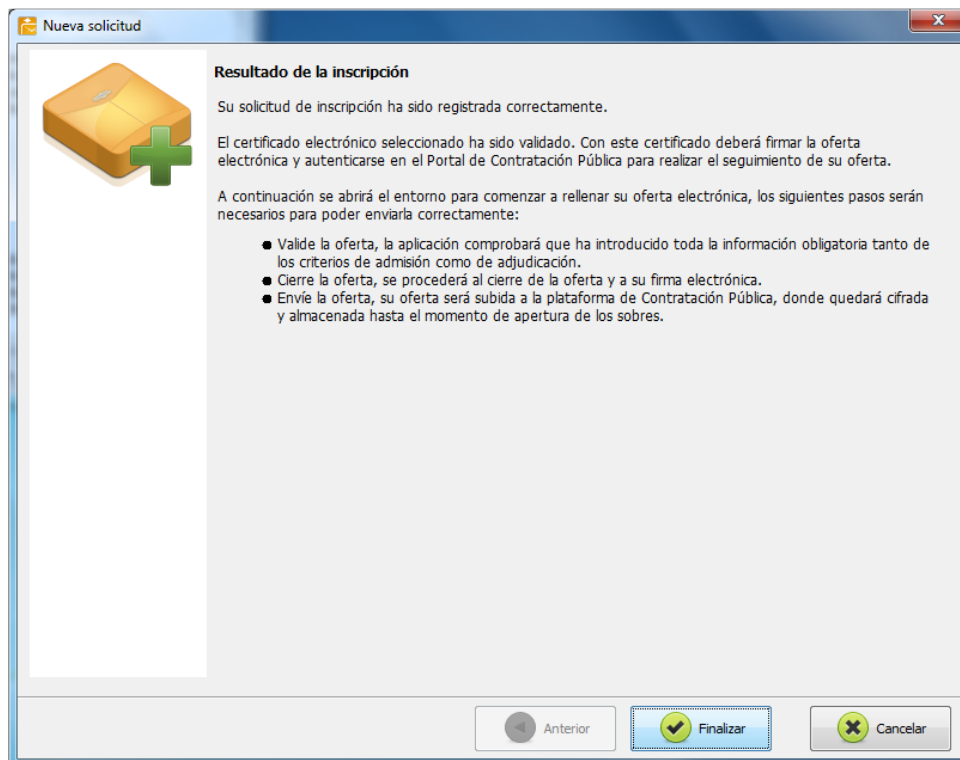 Nueva solicitud
Resultado de la inscripción
Su solicitud de inscripción ha sido registrada correctamente.
El certificado electrónico seleccionado ha sido validado. Con este certificado deberá firmar la oferta
electrónica y autenticarse en el Portal de Contratación Pública para realizar el seguimiento de su oferta.
A continuación se abrirá el entorno para comenzar a rellenar su oferta electrónica, los siguientes pasos serán
necesarios para poder enviarla correctamente:
● Valide la oferta, la aplicación comprobará que ha introducido toda la información obligatoria tanto de
los criterios de admisión como de adjudicación.
● Cierre la oferta, se procederá al cierre de la oferta y a su firma electrónica.
● Envíe la oferta, su oferta será subida a la plataforma de Contratación Pública, donde quedará cifrada
y almacenada hasta el momento de apertura de los sobres.
Anterior
Finalizar
Cancelar